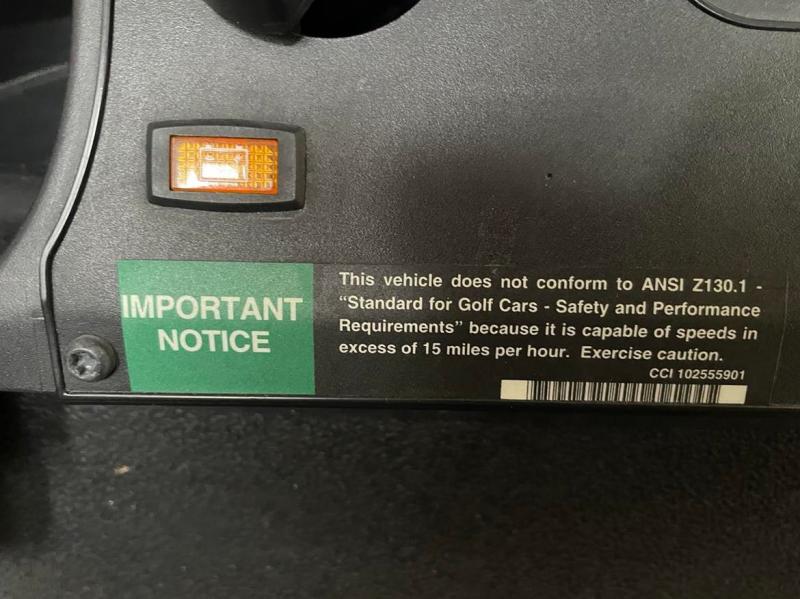 IMPORTANT
NOTICE
This vehicle does not conform to ANSI Z130.1 -
“Standard for Golf Cars - Safety and Performance
Requirements” because it is capable of speeds in
excess of 15 miles per hour. Exercise caution.
CCI 102555901